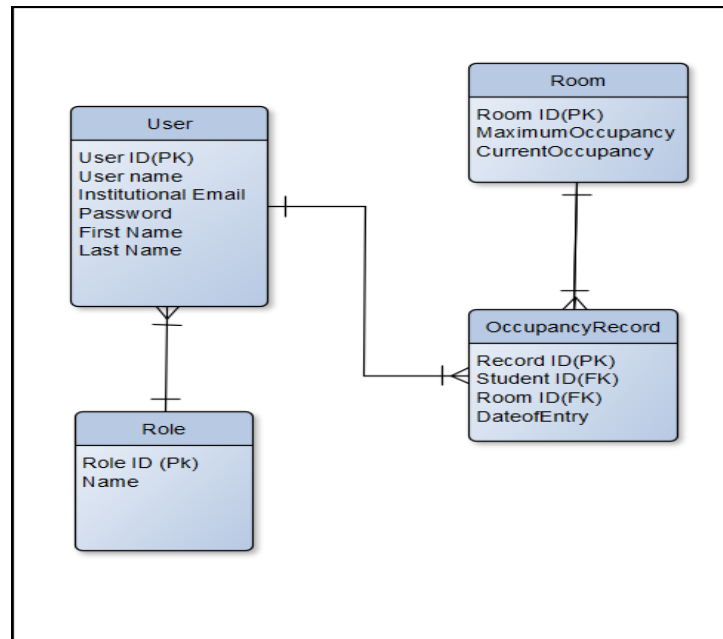 User
User ID(PK)
User name
Institutional Email
Password
First Name
Last Name
Room
Room ID(PK)
MaximumOccupancy
CurrentOccupancy
Role
Role ID (Pk)
Name
OccupancyRecord
Record ID(PK)
Student ID(FK)
Room ID(FK)
DateofEntry